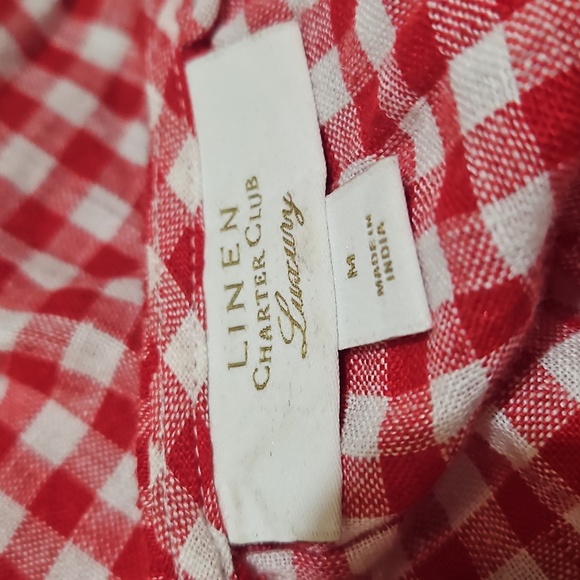 LINEN
CHARTER CLUB
Luxury
M
MADE IN
INDIA